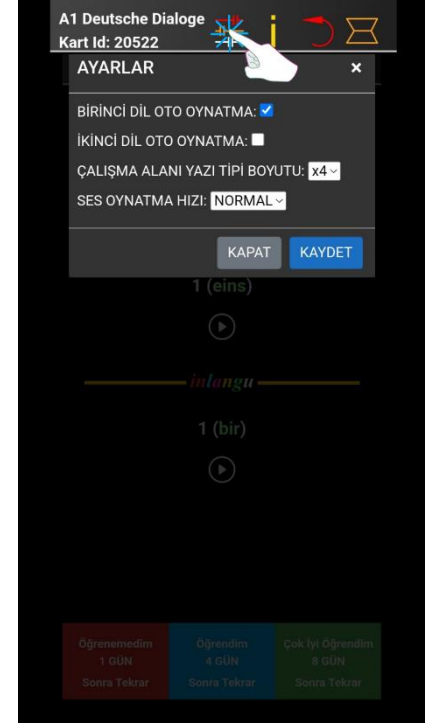 A1 Deutsche Dialoge
Kart Id: 20522
i
AYARLAR ×
BİRİNCİ DİL OTO OYNATMA:
İKİNCİ DİL OTO OYNATMA:
ÇALIŞMA ALANI YAZI TİPİ BOYUTU: x4
SES OYNATMA HIZI: NORMAL
KAPAT KAYDET
1 (eins)
inlangu
1 (bir)
Öğrenemedim Öğrendim Çok İyi Öğrendim
1 GÜN 4 GÜN 8 GÜN
Sonra Tekrar Sonra Tekrar Sonra Tekrar